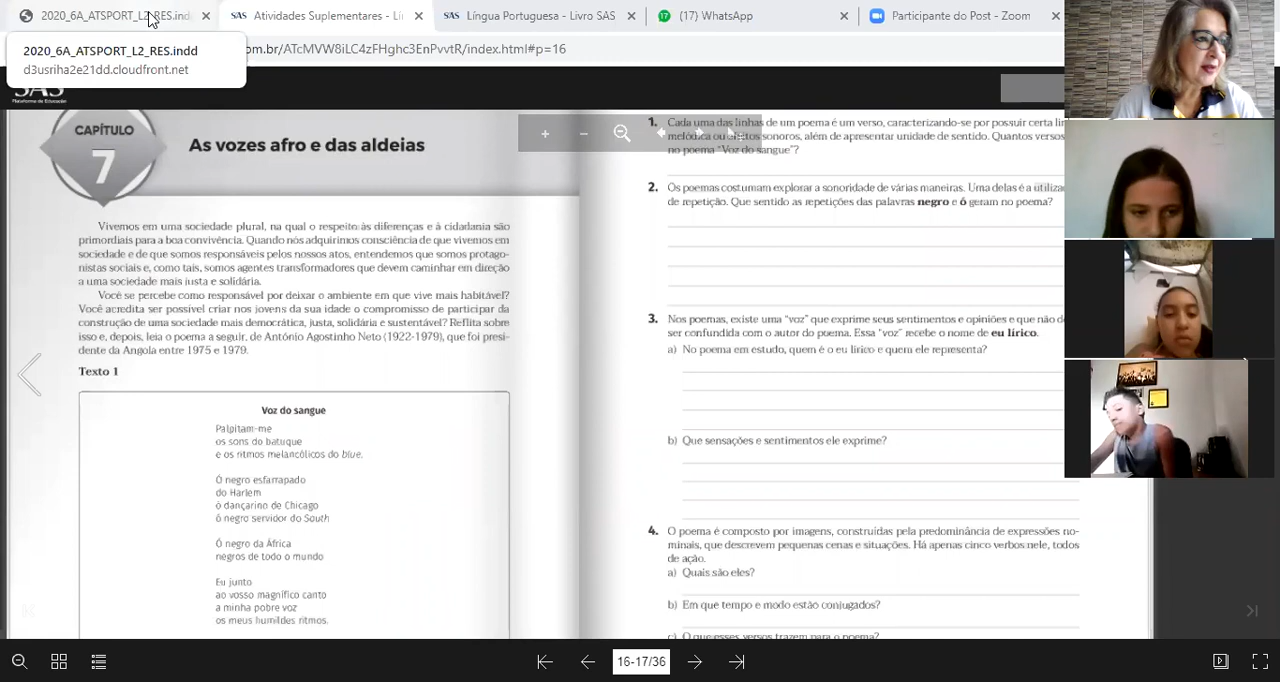 2020_6A_ATSPORT_L2_RES.ind
Atividades Suplementares - Lí
Língua Portuguesa - Livro SAS
(17) WhatsApp
Participante do Post - Zoom
2020_6A_ATSPORT_L2_RES.indd
d3usriha2e21dd.cloudfront.net
om.br/ATcMVW8iLC4zFHghc3EnPvvtR/index.html#p=16
SAS
Plataforma de Educação
CAPÍTULO
7
As vozes afro e das aldeias
Vivemos em uma sociedade plural, na qual o respeito às diferenças e à cidadania são
primordiais para a boa convivência. Quando nós adquirimos consciência de que vivemos em
sociedade e de que somos responsáveis pelos nossos atos, entendemos que somos protago-
nistas sociais e, como tais, somos agentes transformadores que devem caminhar em direção
a uma sociedade mais justa e solidária.
Você se percebe como responsável por deixar o ambiente em que vive mais habitável?
Você acredita ser possível criar nos jovens da sua idade o compromisso de participar da
construção de uma sociedade mais democrática, justa, solidária e sustentável? Reflita sobre
isso e, depois, leia o poema a seguir, de António Agostinho Neto (1922-1979), que foi presi-
dente da Angola entre 1975 e 1979.
Texto 1
Voz do sangue
Palpitam-me
os sons do batuque
e os ritmos melancólicos do blue.
Ó negro esfarrapado
do Harlem
ó dançarino de Chicago
ó negro servidor do South
Ó negro da África
negros de todo o mundo
Eu junto
ao vosso magnífico canto
a minha pobre voz
os meus humildes ritmos.
1. Cada uma das linhas de um poema é um verso, caracterizando-se por possuir certa li
melódica ou efeitos sonoros, além de apresentar unidade de sentido. Quantos versos
no poema "Voz do sangue"?
2. Os poemas costumam explorar a sonoridade de várias maneiras. Uma delas é a utiliza
de repetição. Que sentido as repetições das palavras negro e ó geram no poema?
3. Nos poemas, existe uma "voz" que exprime seus sentimentos e opiniões e que não d
ser confundida com o autor do poema. Essa "voz" recebe o nome de eu lírico.
a) No poema em estudo, quem é o eu lírico e quem ele representa?
b) Que sensações e sentimentos ele exprime?
4. O poema é composto por imagens, construídas pela predominância de expressões no-
minais, que descrevem pequenas cenas e situações. Há apenas cinco verbos nele, todos
de ação.
a) Quais são eles?
b) Em que tempo e modo estão conjugados?
c) O que esses versos trazem para o poema?
16-17/36